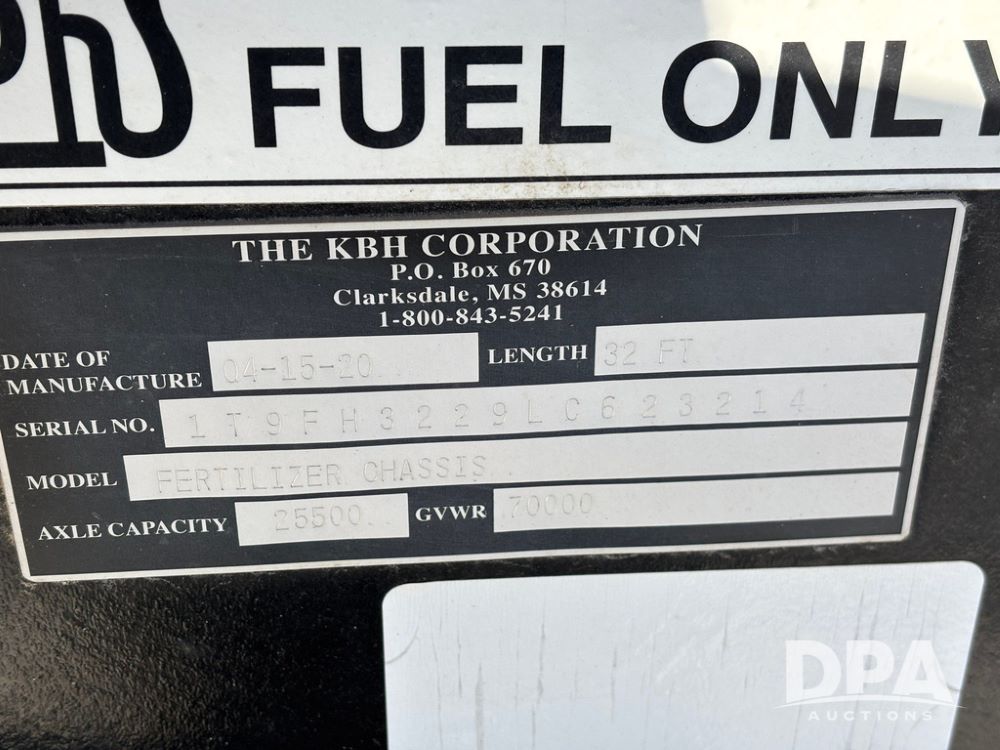 FUEL ONLY
THE KBH CORPORATION
P.O. Box 670
Clarksdale, MS 38614
1-800-843-5241
DATE OF MANUFACTURE 04-15-20 LENGTH 32 FT
SERIAL NO. 1T9FH3229LC623214
MODEL FERTILIZER CHASSIS
AXLE CAPACITY 25500 GVWR 70000
DPA
AUCTIONS